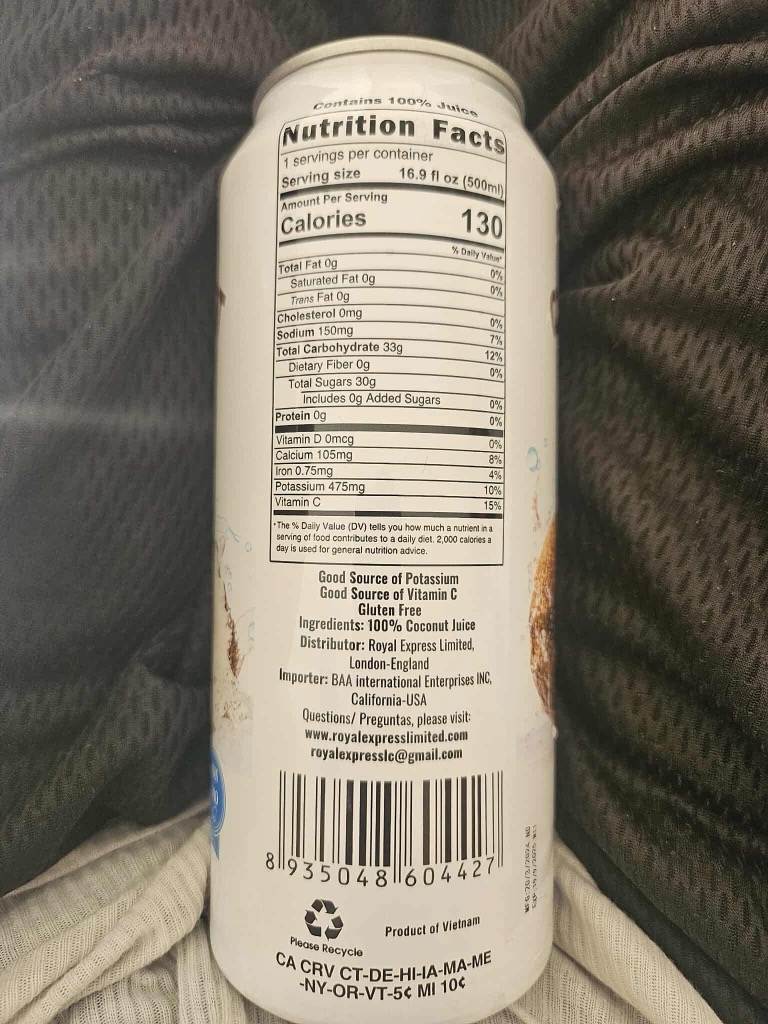 Contains 100% Juice
Nutrition Facts
1 servings per container
Serving size 16.9 fl oz (500ml)
Amount Per Serving
Calories 130
% Daily Value*
Total Fat 0g 0%
Saturated Fat 0g 0%
Trans Fat 0g
Cholesterol 0mg 0%
Sodium 150mg 7%
Total Carbohydrate 33g 12%
Dietary Fiber 0g 0%
Total Sugars 30g
Includes 0g Added Sugars 0%
Protein 0g 0%
Vitamin D 0mcg 0%
Calcium 105mg 8%
Iron 0.75mg 4%
Potassium 475mg 10%
Vitamin C 15%
*The % Daily Value (DV) tells you how much a nutrient in a
serving of food contributes to a daily diet. 2,000 calories a
day is used for general nutrition advice.
Good Source of Potassium
Good Source of Vitamin C
Gluten Free
Ingredients: 100% Coconut Juice
Distributor: Royal Express Limited,
London-England
Importer: BAA international Enterprises INC,
California-USA
Questions/ Preguntas, please visit:
www.royalexpresslimited.com
royalexpresslc@gmail.com
8 935048 604427
Please Recycle
Product of Vietnam
CA CRV CT-DE-HI-IA-MA-ME
-NY-OR-VT-5¢ MI 10¢